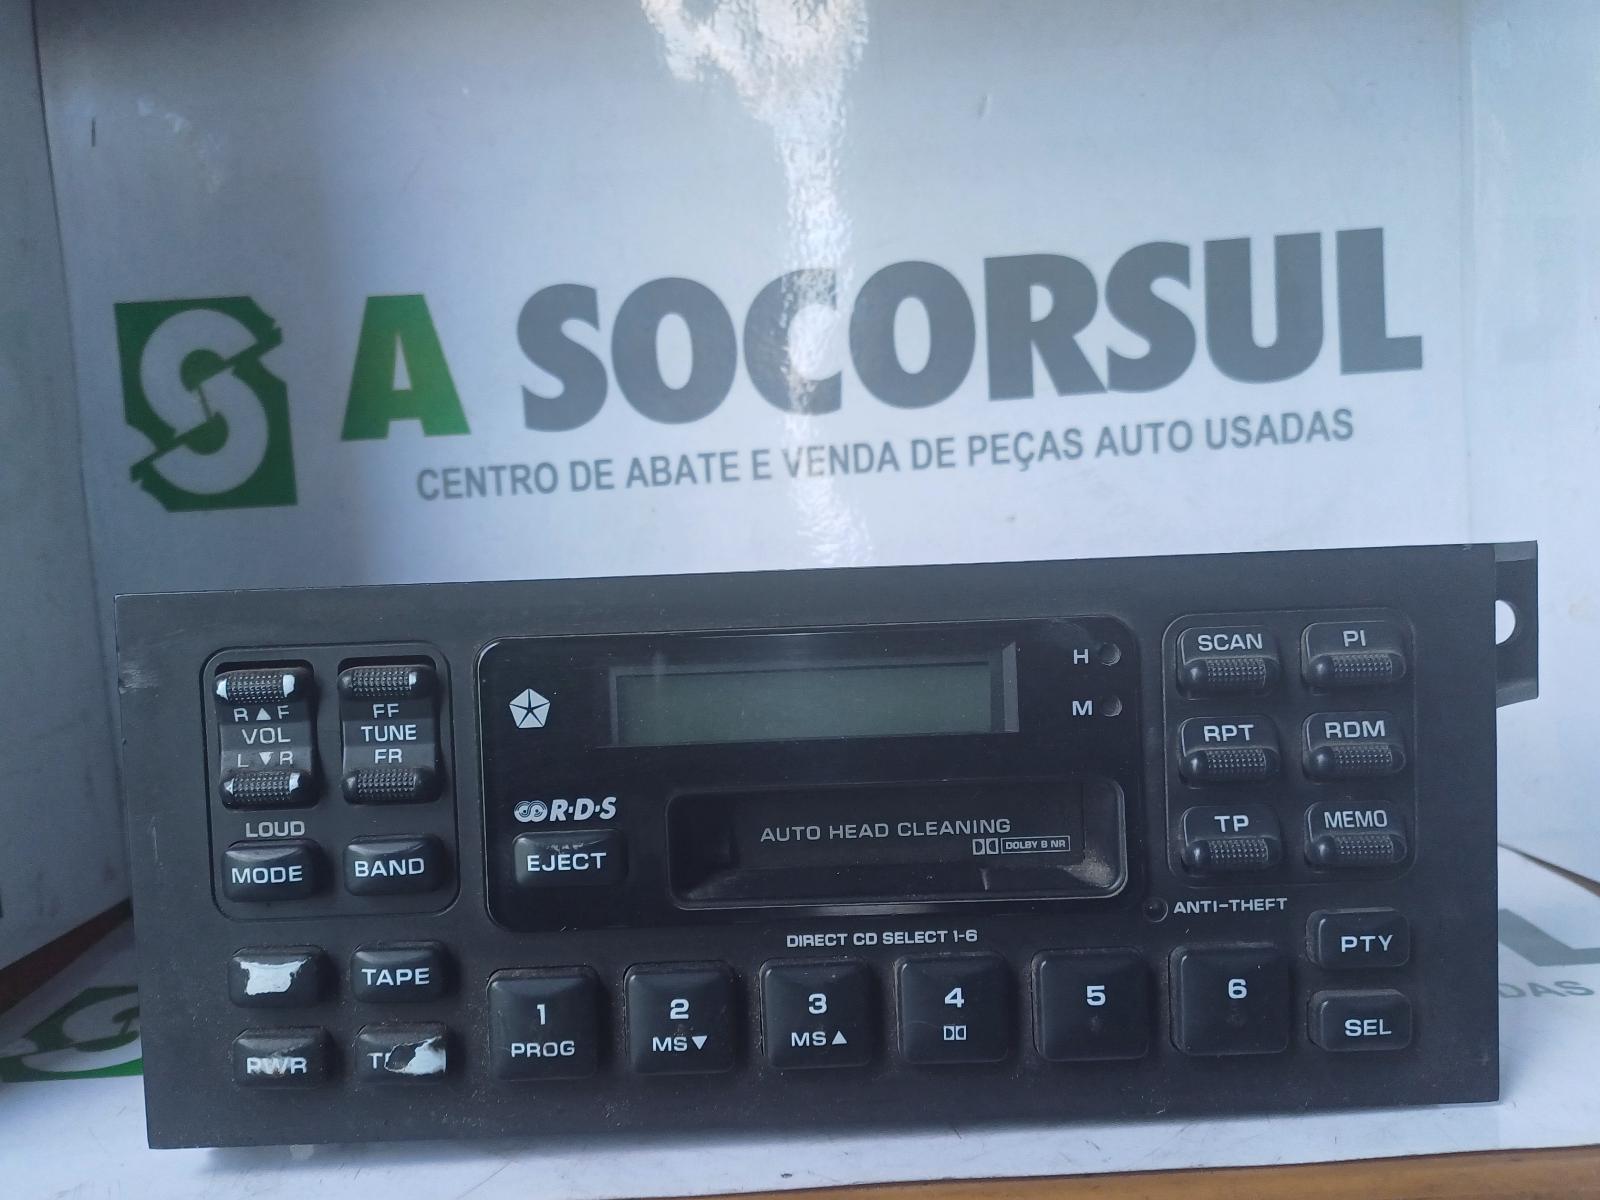 A SOCORSUL
CENTRO DE ABATE E VENDA DE PEÇAS AUTO USADAS
R▲F
VOL
L▼R
FF
TUNE
FR
LOUD
MODE
BAND
TAPE
PWR
H
M
R·D·S
EJECT
AUTO HEAD CLEANING
DOLBY B NR
SCAN
PI
RPT
RDM
TP
MEMO
ANTI-THEFT
DIRECT CD SELECT 1-6
1
PROG
2
MS▼
3
MS▲
4
5
6
PTY
SEL